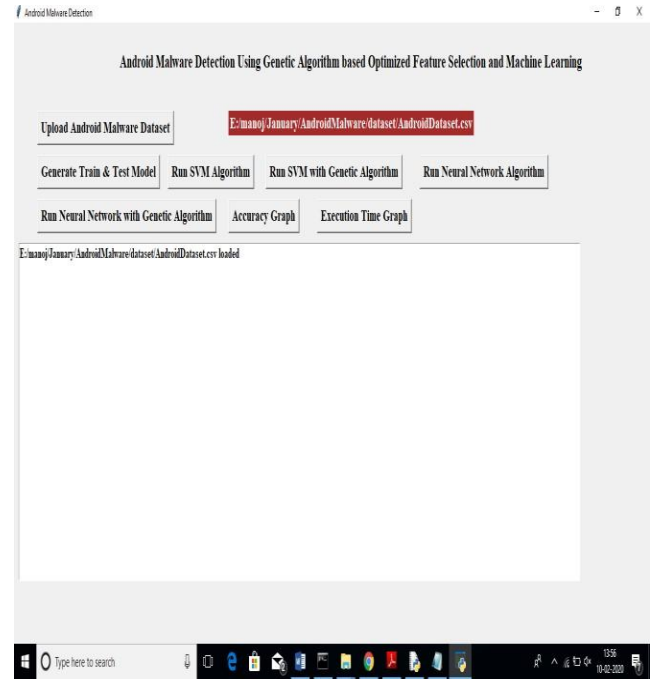 Android Malware Detection
Android Malware Detection Using Genetic Algorithm based Optimized Feature Selection and Machine Learning
Upload Android Malware Dataset E:/manoj/January/AndroidMalware/dataset/AndroidDataset.csv
Generate Train & Test Model Run SVM Algorithm Run SVM with Genetic Algorithm Run Neural Network Algorithm
Run Neural Network with Genetic Algorithm Accuracy Graph Execution Time Graph
E:/manoj/January/AndroidMalware/dataset/AndroidDataset.csv loaded
Type here to search
13:56
10-02-2020